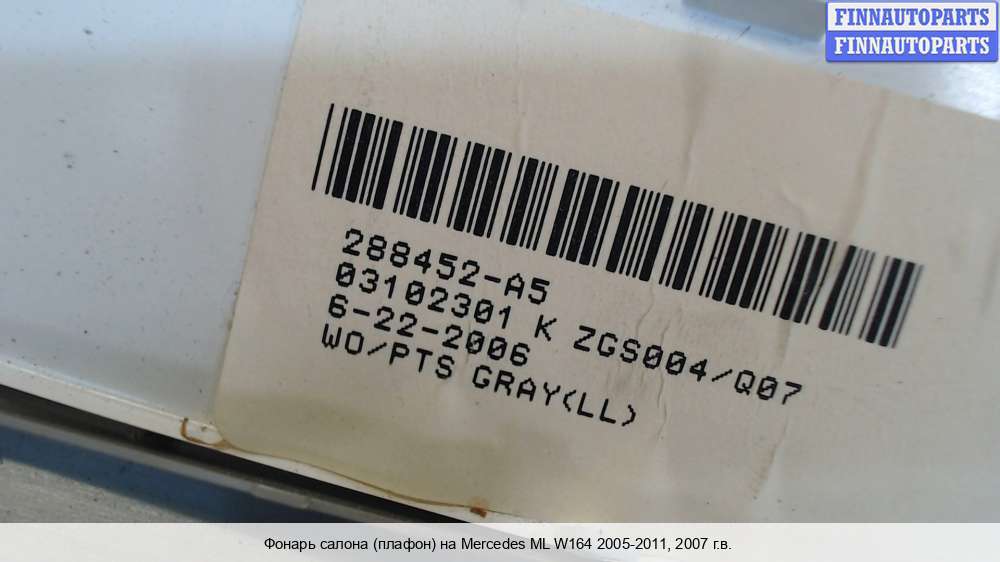 FINNAUTOPARTS
FINNAUTOPARTS
288452-A5
03102301 K ZGS004/Q07
6-22-2006
WO/PTS GRAY(LL)
Фонарь салона (плафон) на Mercedes ML W164 2005-2011, 2007 г.в.